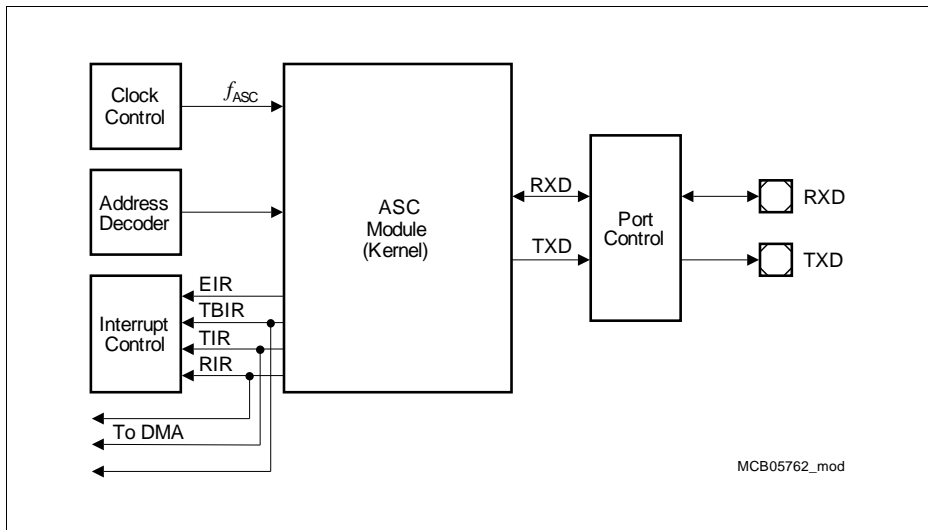 Clock
Control
fASC
Address
Decoder
ASC
Module
(Kernel)
RXD
TXD
Port
Control
RXD
TXD
Interrupt
Control
EIR
TBIR
TIR
RIR
To DMA
MCB05762_mod